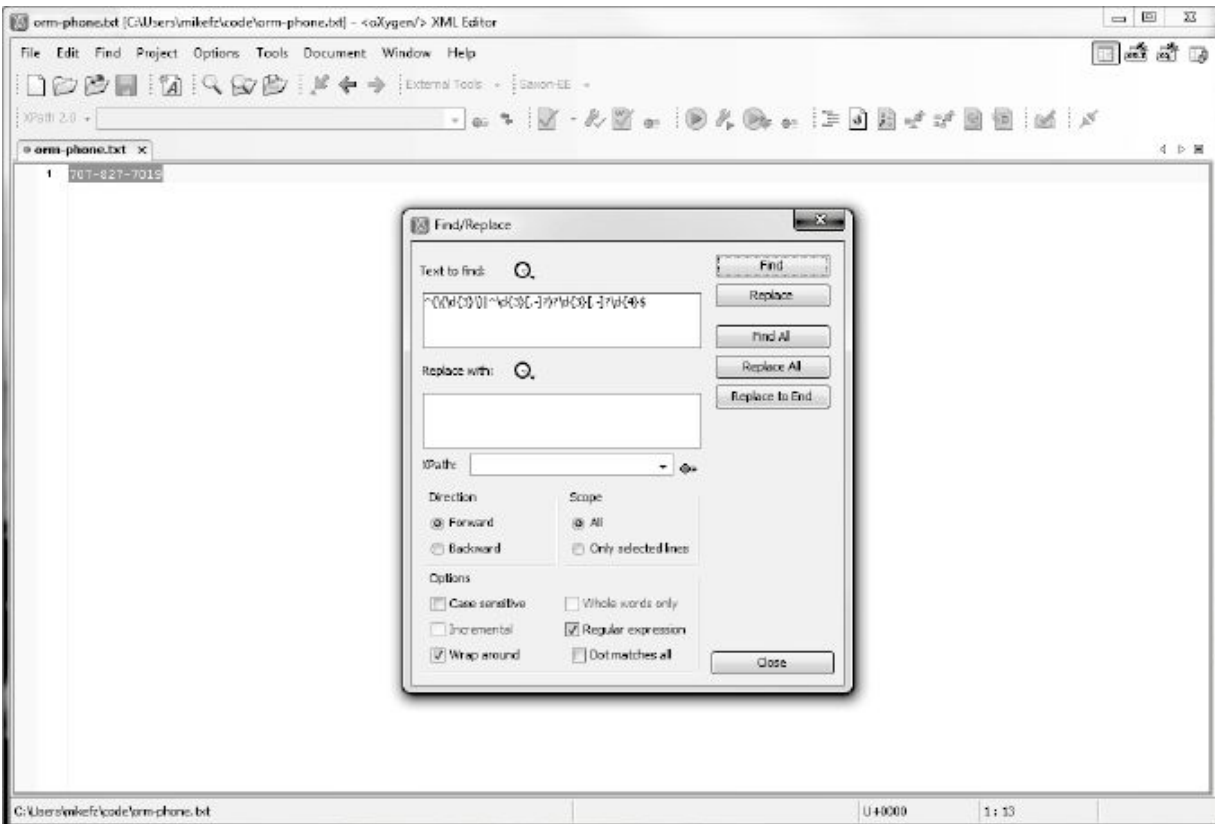 orm-phone.txt [C:\Users\mikefz\code\orm-phone.txt] - <oXygen/> XML Editor
File Edit Find Project Options Tools Document Window Help
External Tools Saxon-EE
XPath 2.0
orm-phone.txt
1 707-827-7019
Find/Replace
Text to find:
Find
^(\(\d{3}\)|^\d{3}[.-]?)?\d{3}[.-]?\d{4}$
Replace
Find All
Replace with:
Replace All
Replace to End
XPath:
Direction Scope
Forward All
Backward Only selected lines
Options
Case sensitive Whole words only
Incremental Regular expression
Wrap around Dot matches all
Close
C:\Users\mikefz\code\orm-phone.txt U+0000 1:13